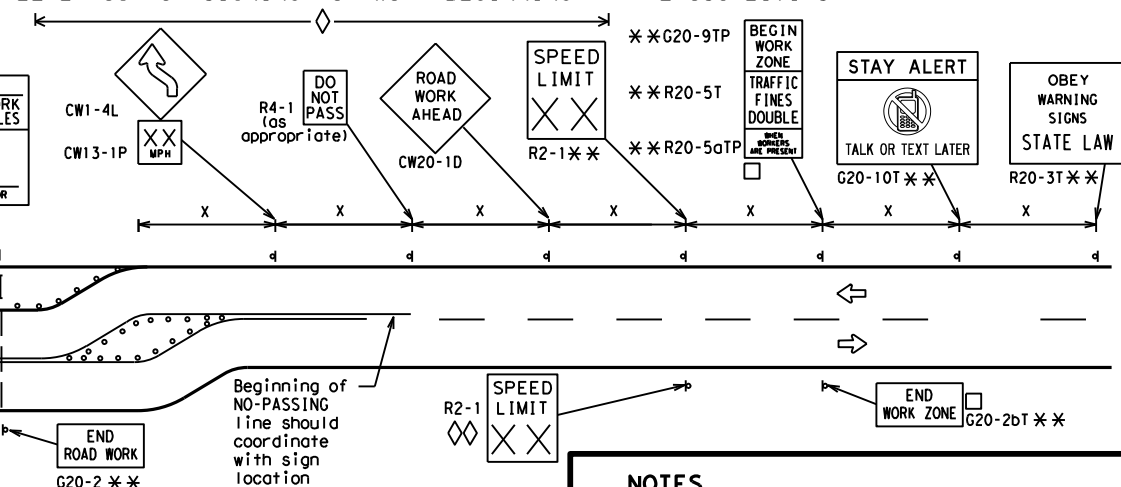 CW1-4L
XX
MPH
CW13-1P
DO
NOT
PASS
R4-1
(as
appropriate)
ROAD
WORK
AHEAD
CW20-1D
SPEED
LIMIT
XX
R2-1**
**G20-9TP
BEGIN
WORK
ZONE
**R20-5T
TRAFFIC
FINES
DOUBLE
**R20-5aTP
WHEN
WORKERS
ARE PRESENT
STAY ALERT
TALK OR TEXT LATER
G20-10T**
OBEY
WARNING
SIGNS
STATE LAW
R20-3T**
X X X X X X X
Beginning of
NO-PASSING
line should
coordinate
with sign
location
R2-1
SPEED
LIMIT
XX
END
WORK ZONE
G20-2bT**
END
ROAD WORK
G20-2**
NOTES